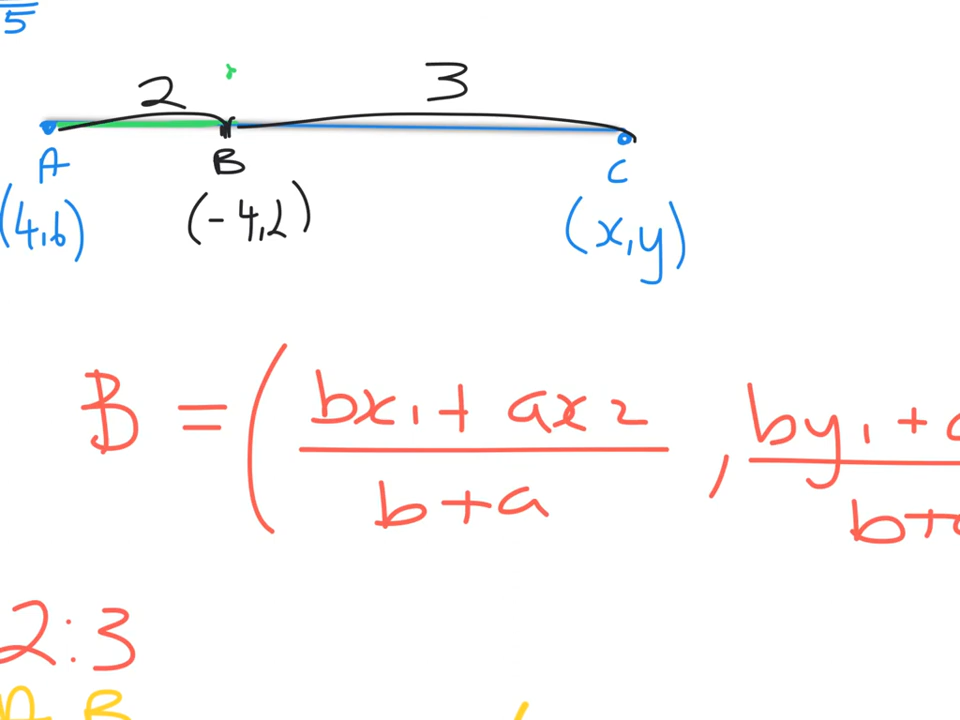 5
2 3
A B C
(4,6) (-4,2) (x,y)
B = ( bx1 + ax2 / b+a , by1 + a
b+
2:3
A B